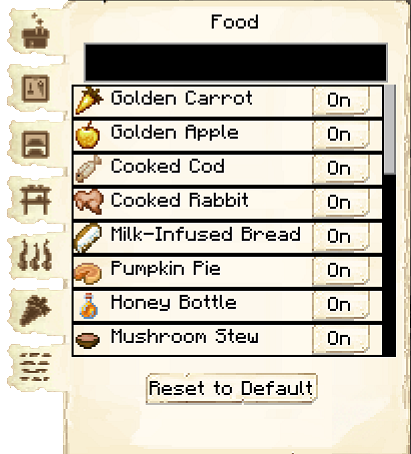 Food
Golden Carrot On
Golden Apple On
Cooked Cod On
Cooked Rabbit On
Milk-Infused Bread On
Pumpkin Pie On
Honey Bottle On
Mushroom Stew On
Reset to Default